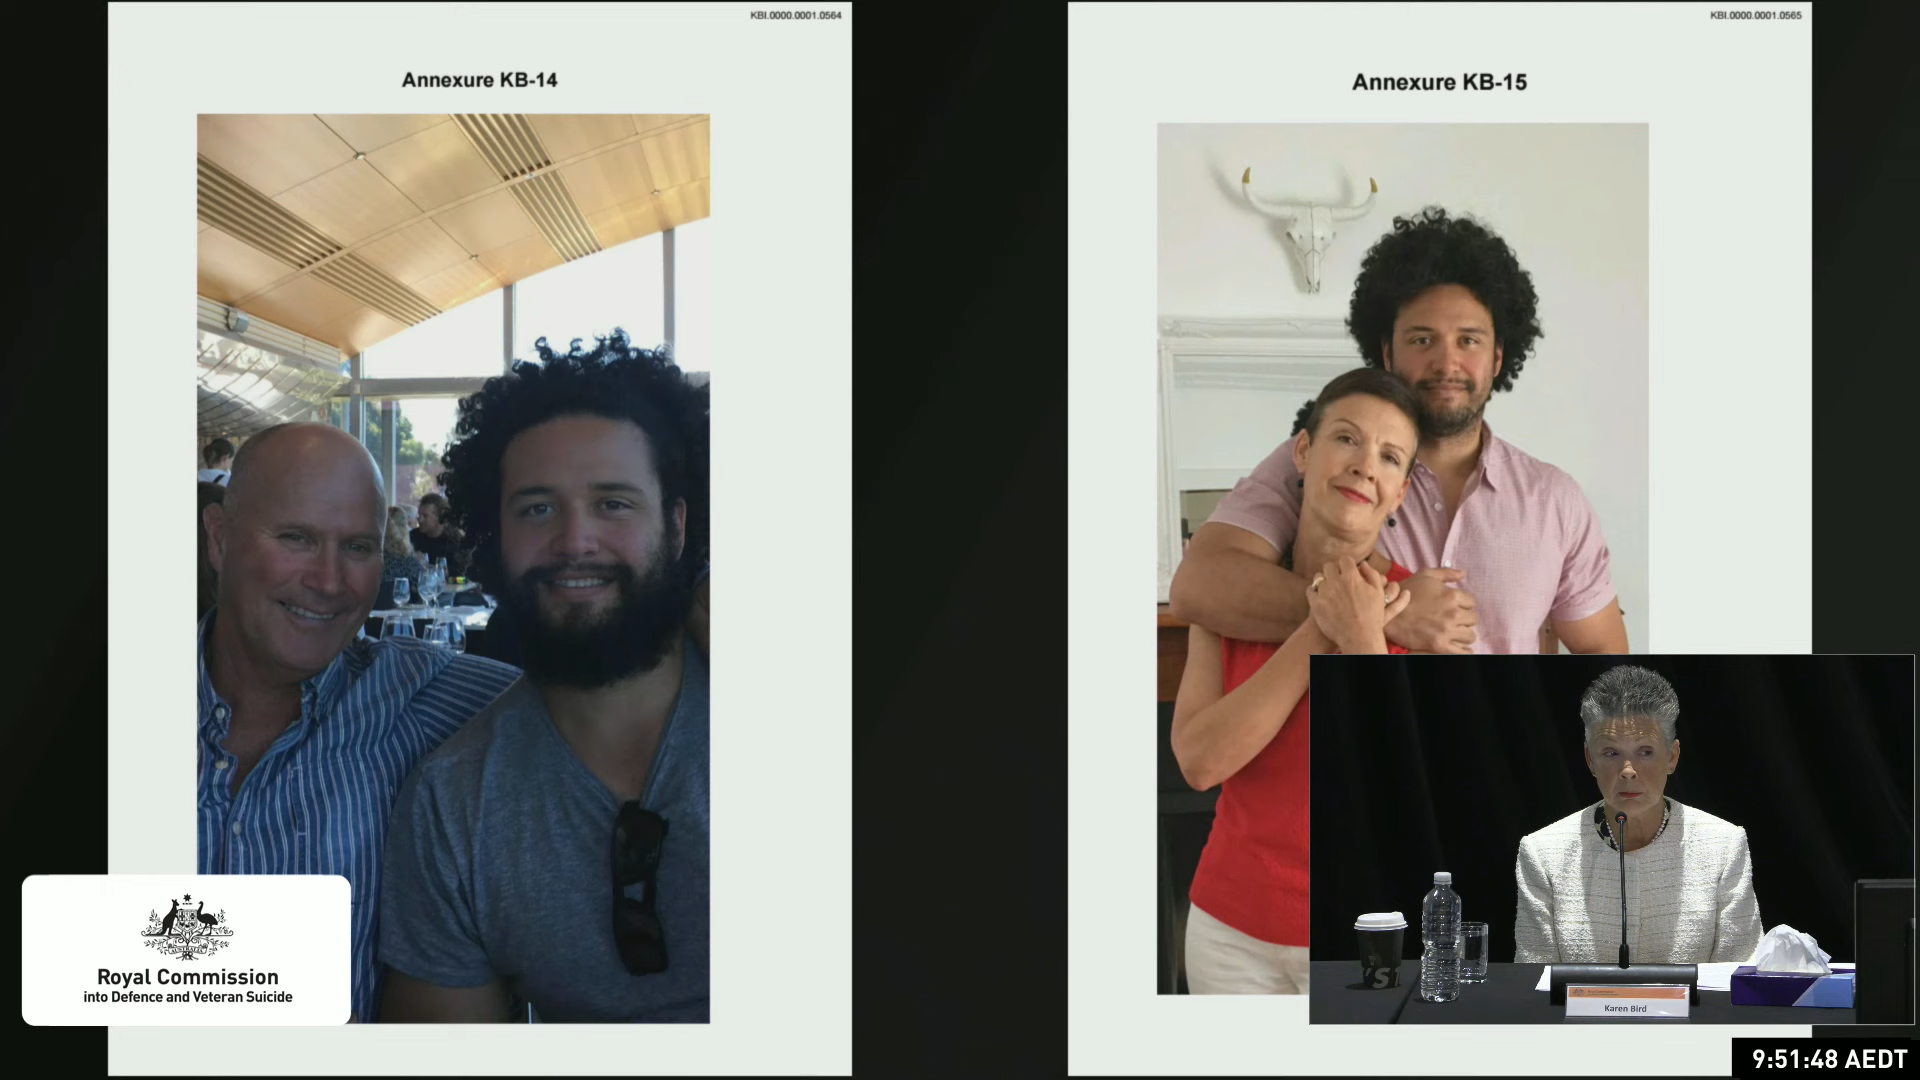 KBI.0000.0001.0564
Annexure KB-14
KBI.0000.0001.0565
Annexure KB-15
Royal Commission
into Defence and Veteran Suicide
Karen Bird
9:51:48 AEDT